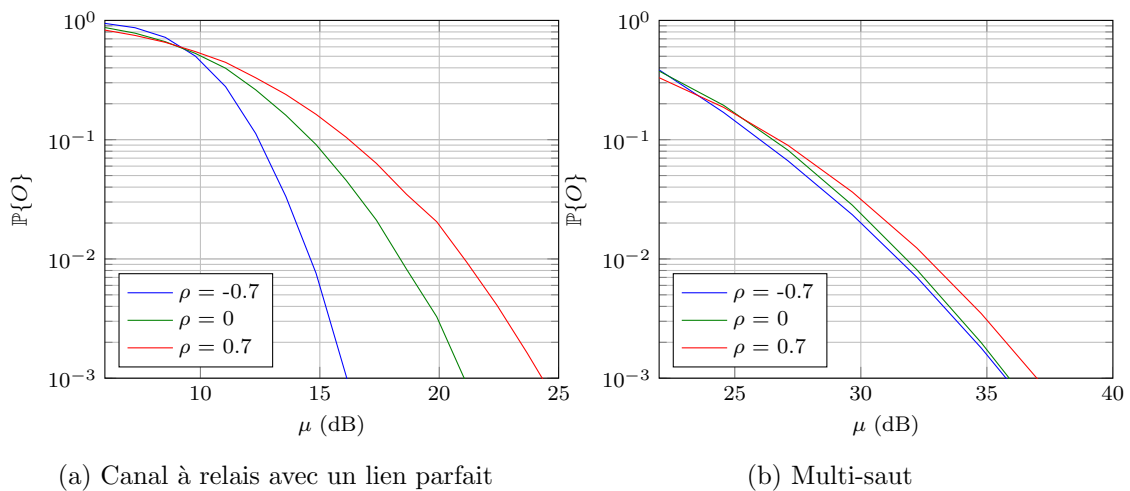 10^0
10^-1
10^-2
10^-3
ℙ{O}
10 15 20 25
μ (dB)
ρ = -0.7
ρ = 0
ρ = 0.7
(a) Canal à relais avec un lien parfait
10^0
10^-1
10^-2
10^-3
ℙ{O}
25 30 35 40
μ (dB)
ρ = -0.7
ρ = 0
ρ = 0.7
(b) Multi-saut